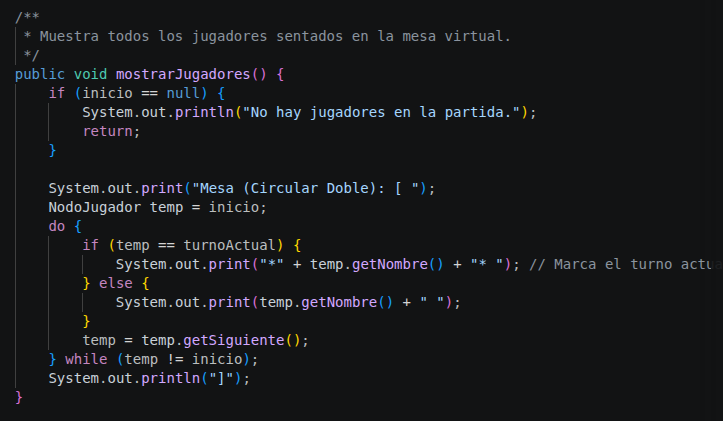 /**
 * Muestra todos los jugadores sentados en la mesa virtual.
 */
public void mostrarJugadores() {
    if (inicio == null) {
        System.out.println("No hay jugadores en la partida.");
        return;
    }

    System.out.print("Mesa (Circular Doble): [ ");
    NodoJugador temp = inicio;
    do {
        if (temp == turnoActual) {
            System.out.print("*" + temp.getNombre() + "* "); // Marca el turno actu
        } else {
            System.out.print(temp.getNombre() + " ");
        }
        temp = temp.getSiguiente();
    } while (temp != inicio);
    System.out.println("]");
}